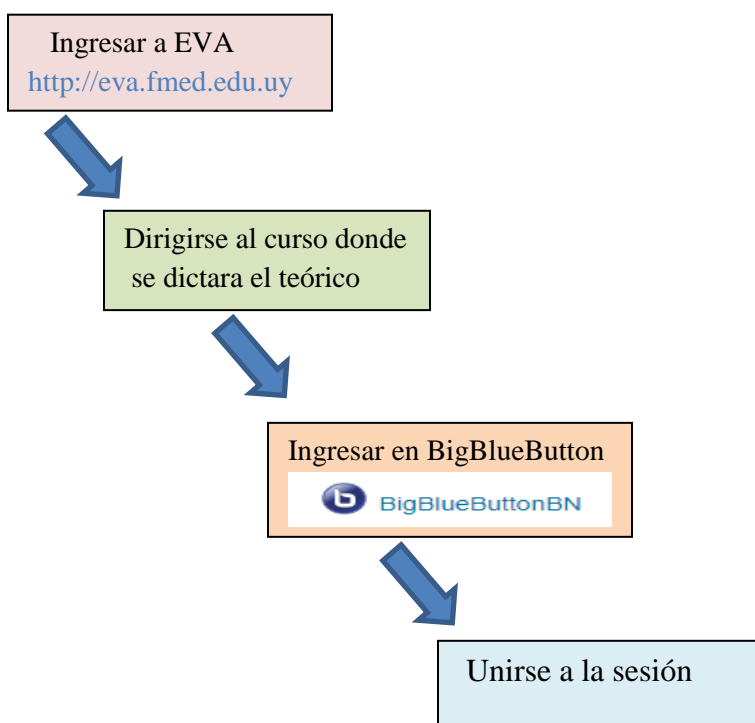 Ingresar a EVA
http://eva.fmed.edu.uy
Dirigirse al curso donde
se dictara el teórico
Ingresar en BigBlueButton
b BigBlueButtonBN
Unirse a la sesión